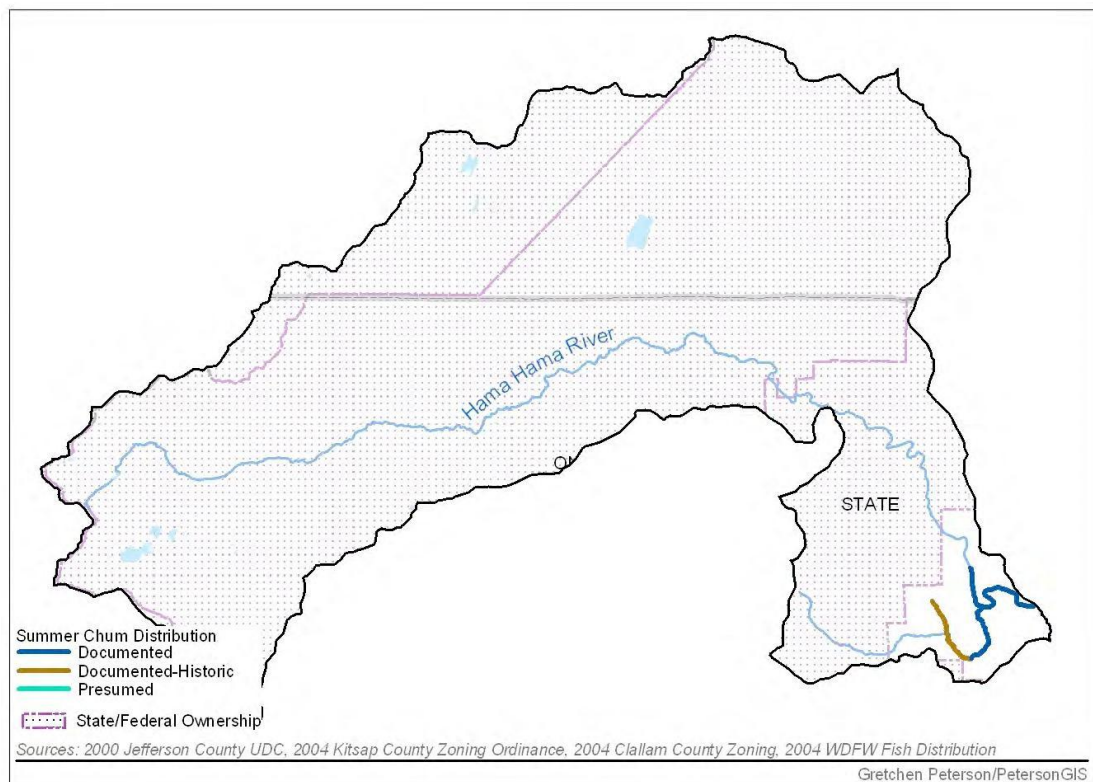 Hama Hama River
STATE
Summer Chum Distribution
Documented
Documented-Historic
Presumed
State/Federal Ownership
Sources: 2000 Jefferson County UDC, 2004 Kitsap County Zoning Ordinance, 2004 Clallam County Zoning, 2004 WDFW Fish Distribution
Gretchen Peterson/PetersonGIS